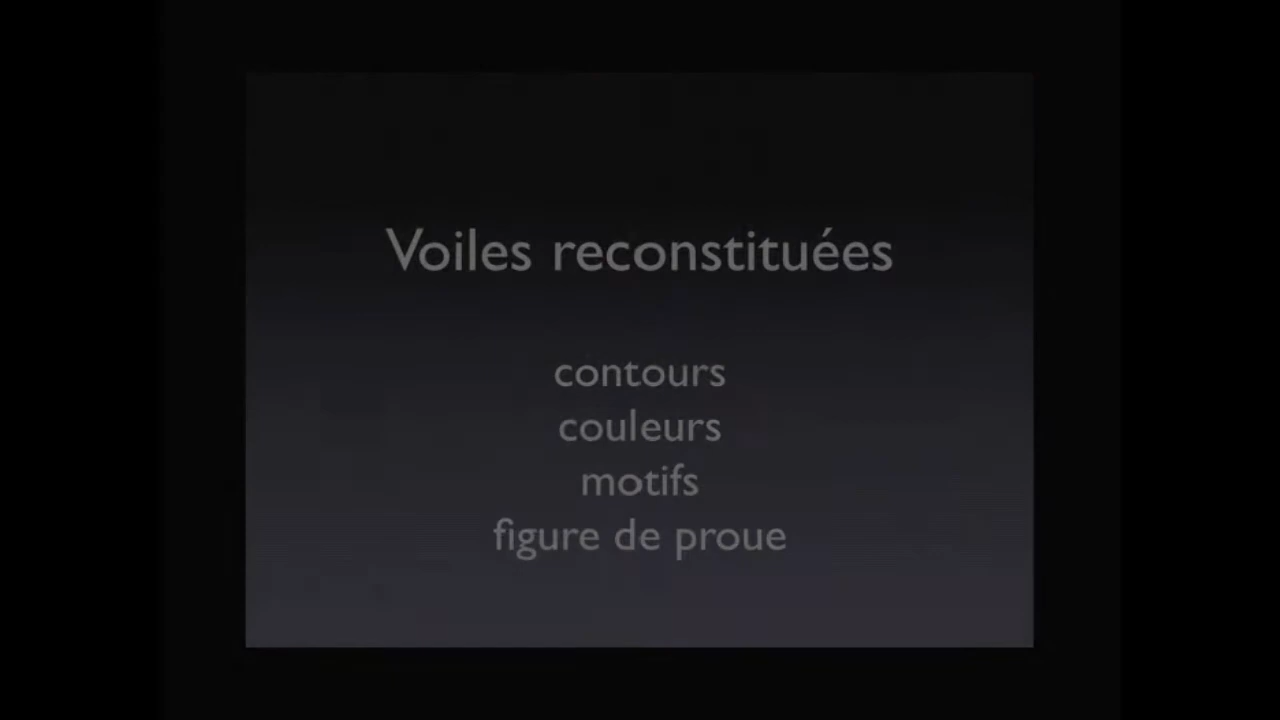 Voiles reconstituées
contours
couleurs
motifs
figure de proue